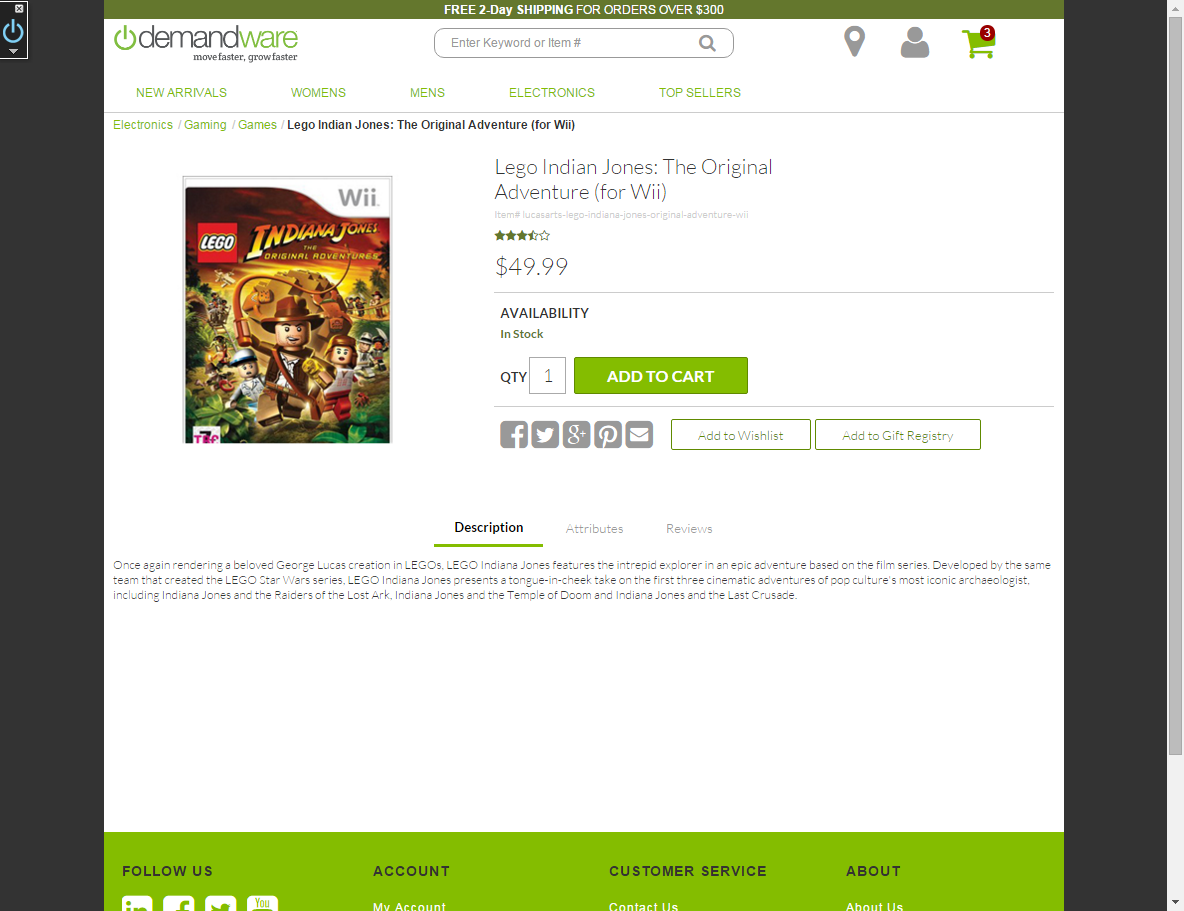 FREE 2-Day SHIPPING FOR ORDERS OVER $300
demandware
move faster, grow faster
Enter Keyword or Item #
3
NEW ARRIVALS WOMENS MENS ELECTRONICS TOP SELLERS
Electronics / Gaming / Games / Lego Indian Jones: The Original Adventure (for Wii)
Wii
LEGO INDIANA JONES
THE
ORIGINAL ADVENTURES
Lego Indian Jones: The Original
Adventure (for Wii)
Item# lucasarts-lego-indiana-jones-original-adventure-wii
$49.99
AVAILABILITY
In Stock
QTY 1 ADD TO CART
Add to Wishlist Add to Gift Registry
Description Attributes Reviews
Once again rendering a beloved George Lucas creation in LEGOs, LEGO Indiana Jones features the intrepid explorer in an epic adventure based on the film series. Developed by the same
team that created the LEGO Star Wars series, LEGO Indiana Jones presents a tongue-in-cheek take on the first three cinematic adventures of pop culture's most iconic archaeologist,
including Indiana Jones and the Raiders of the Lost Ark, Indiana Jones and the Temple of Doom and Indiana Jones and the Last Crusade.
FOLLOW US ACCOUNT CUSTOMER SERVICE ABOUT
You
My Account Contact Us About Us